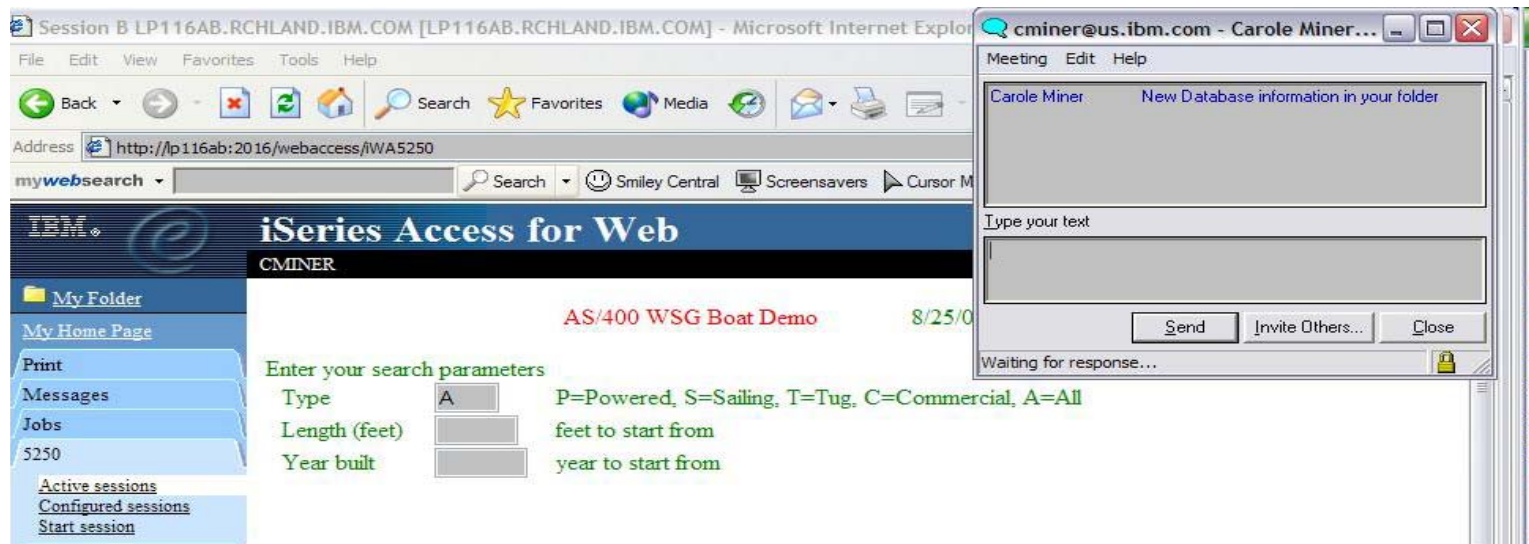 Session B LP116AB.RCHLAND.IBM.COM [LP116AB.RCHLAND.IBM.COM] - Microsoft Internet Explor
File Edit View Favorites Tools Help
Back Search Favorites Media
Address http://lp116ab:2016/webaccess/iWA5250
mywebsearch Search Smiley Central Screensavers Cursor M
IBM iSeries Access for Web
CMINER
My Folder
My Home Page
Print
Messages
Jobs
5250
Active sessions
Configured sessions
Start session
AS/400 WSG Boat Demo 8/25/0
Enter your search parameters
Type A P=Powered, S=Sailing, T=Tug, C=Commercial, A=All
Length (feet) feet to start from
Year built year to start from
cminer@us.ibm.com - Carole Miner...
Meeting Edit Help
Carole Miner New Database information in your folder
Type your text
Send Invite Others... Close
Waiting for response...